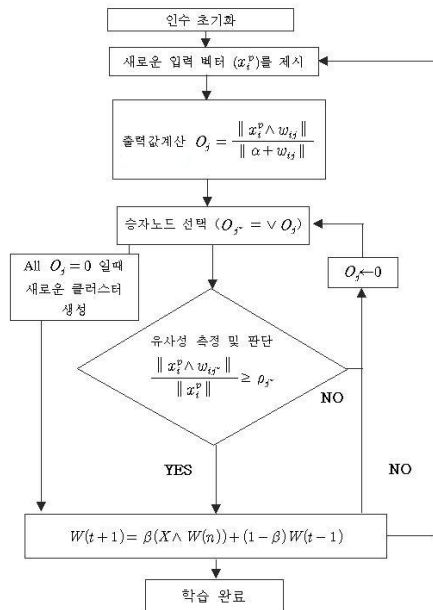 인수 초기화
새로운 입력 벡터 (x_i^p)를 제시
출력값계산 O_j = ‖ x_i^p ∧ w_ij ‖ / ‖ α + w_ij ‖
승자노드 선택 (O_j* = ∨ O_j)
All O_j = 0 일때
새로운 클러스터
생성
O_j ← 0
유사성 측정 및 판단
‖ x_i^p ∧ w_ij* ‖ / ‖ x_i^p ‖ ≥ ρ_j*
NO
YES
NO
W(t+1) = β(X ∧ W(n)) + (1-β) W(t-1)
학습 완료